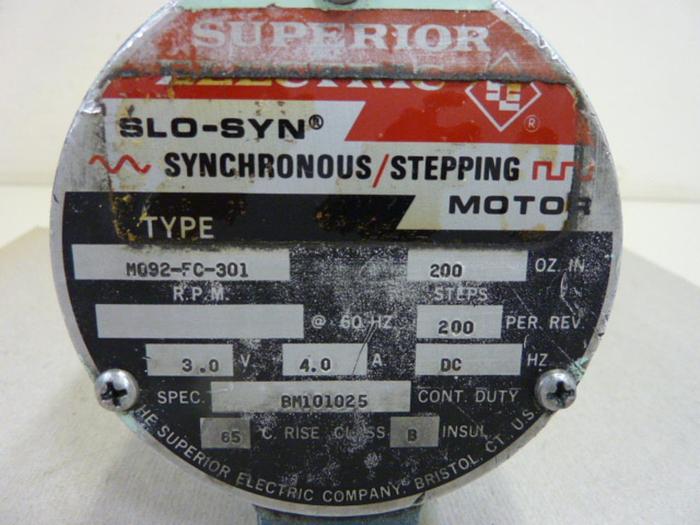 SUPERIOR
ELECTRIC
SLO-SYN®
SYNCHRONOUS/STEPPING
MOTOR
TYPE
M092-FC-301 200 OZ. IN.
R.P.M. STEPS
@ 60 HZ 200 PER REV.
3.0 V 4.0 A DC HZ.
SPEC. BM101025 CONT. DUTY
65 °C. RISE CLASS B INSUL.
THE SUPERIOR ELECTRIC COMPANY. BRISTOL, CT. U.S.